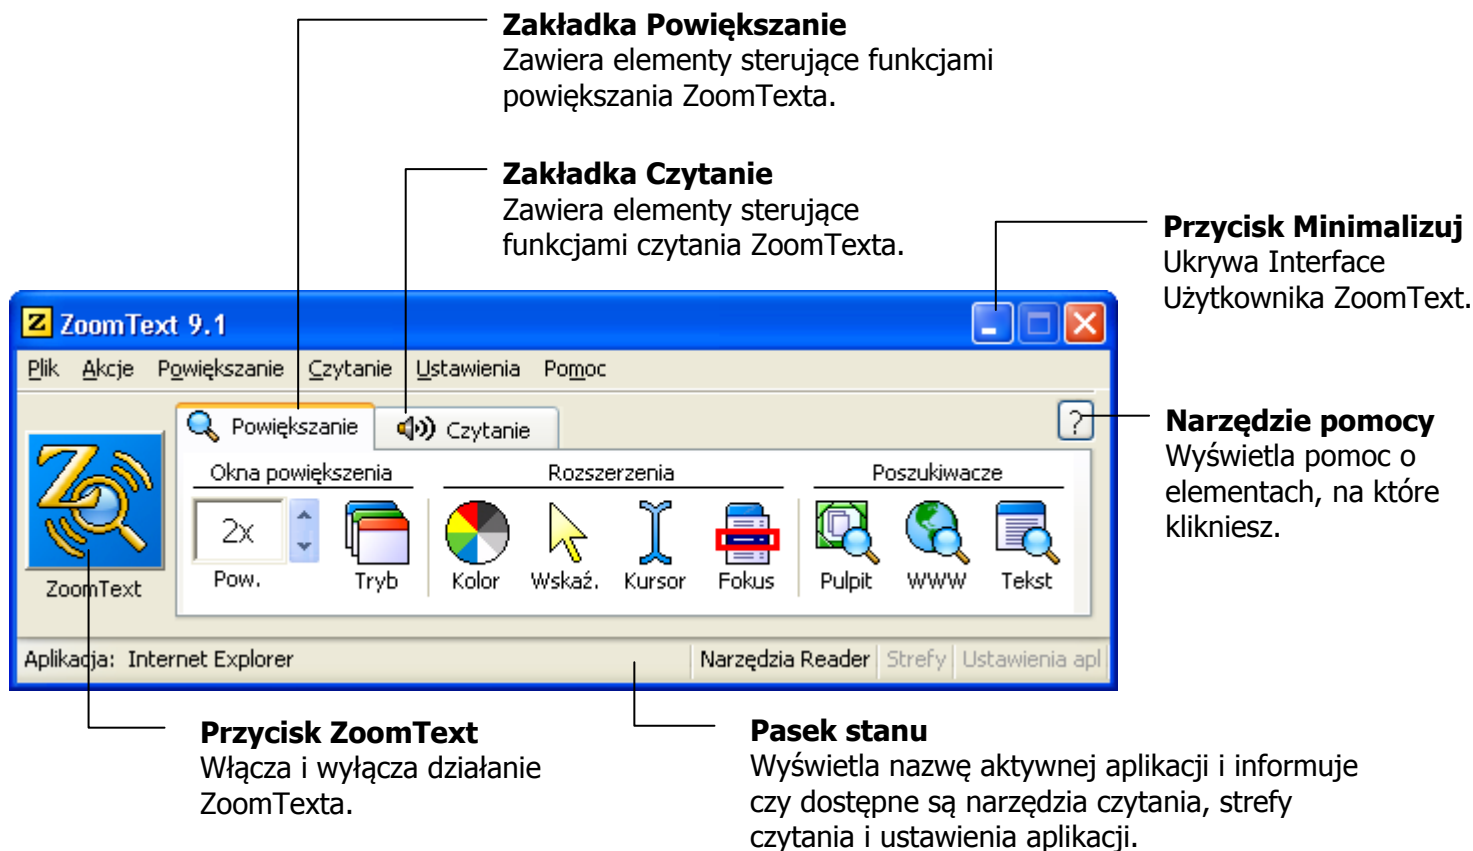 Zakładka Powiększanie
Zawiera elementy sterujące funkcjami
powiększania ZoomTexta.
Zakładka Czytanie
Zawiera elementy sterujące
funkcjami czytania ZoomTexta.
Przycisk Minimalizuj
Ukrywa Interface
Użytkownika ZoomText.
Z ZoomText 9.1
Plik Akcje Powiększanie Czytanie Ustawienia Pomoc
Powiększanie Czytanie ?
Narzędzie pomocy
Wyświetla pomoc o
elementach, na które
klikniesz.
Okna powiększenia Rozszerzenia Poszukiwacze
2x
Pow. Tryb Kolor Wskaź. Kursor Fokus Pulpit WWW Tekst
ZoomText
Aplikacja: Internet Explorer Narzędzia Reader Strefy Ustawienia apl
Przycisk ZoomText
Włącza i wyłącza działanie
ZoomTexta.
Pasek stanu
Wyświetla nazwę aktywnej aplikacji i informuje
czy dostępne są narzędzia czytania, strefy
czytania i ustawienia aplikacji.